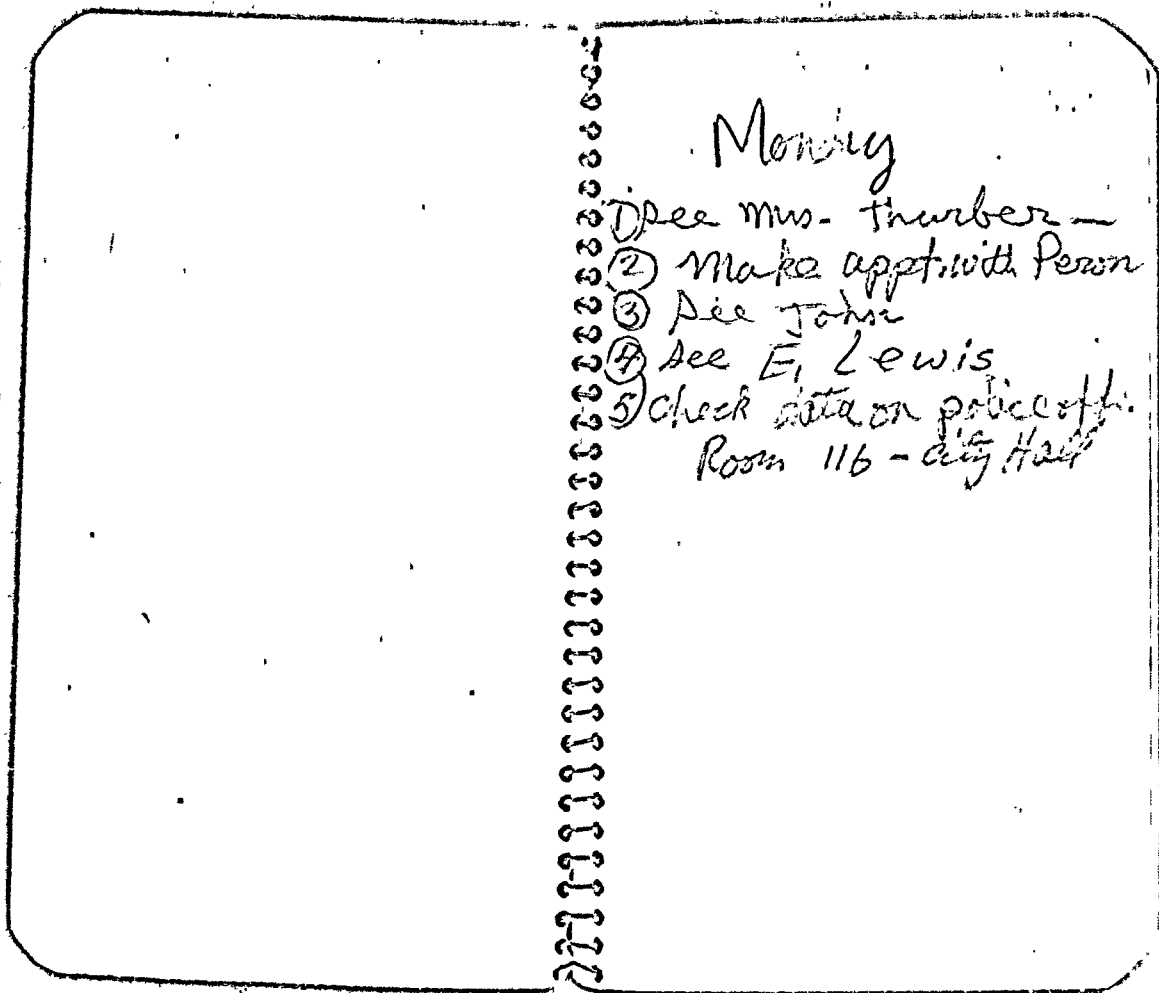 Monday
1) See Mrs. Thurber —
② Make appt. with Peron
③ See John
④ See E. Lewis
5) Check data on police off.
Room 116 - City Hall